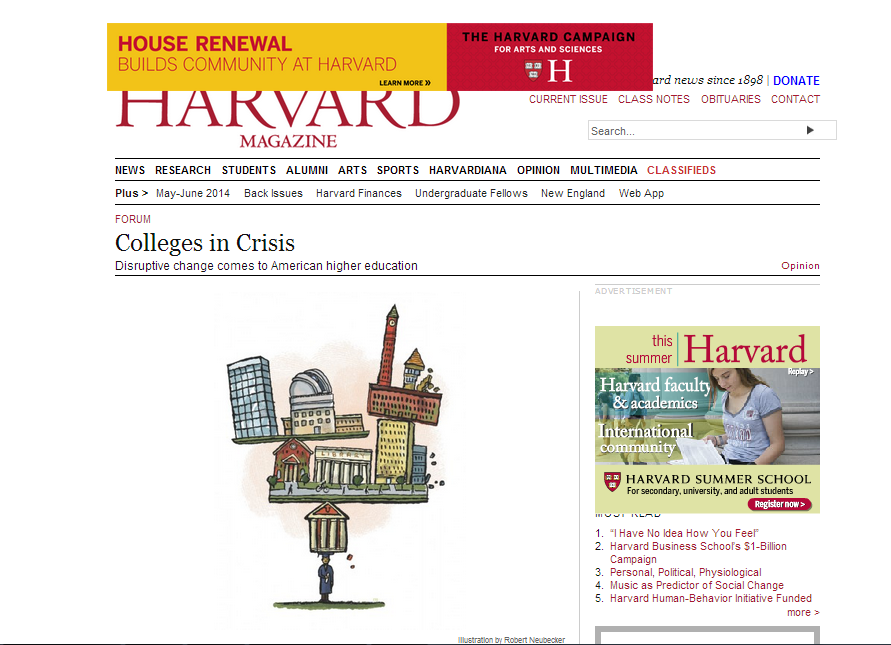 HOUSE RENEWAL
BUILDS COMMUNITY AT HARVARD
LEARN MORE »
THE HARVARD CAMPAIGN
FOR ARTS AND SCIENCES
H
HARVARD
MAGAZINE
ard news since 1898 | DONATE
CURRENT ISSUE CLASS NOTES OBITUARIES CONTACT
Search...
NEWS RESEARCH STUDENTS ALUMNI ARTS SPORTS HARVARDIANA OPINION MULTIMEDIA CLASSIFIEDS
Plus > May-June 2014 Back Issues Harvard Finances Undergraduate Fellows New England Web App
FORUM
Colleges in Crisis
Disruptive change comes to American higher education
Opinion
LIBRARY
Illustration by Robert Neubecker
ADVERTISEMENT
this
summer
Harvard
Replay >
Harvard faculty
& academics
International
community
HARVARD SUMMER SCHOOL
For secondary, university, and adult students
Register now >
MOST READ
1. "I Have No Idea How You Feel"
2. Harvard Business School's $1-Billion
Campaign
3. Personal, Political, Physiological
4. Music as Predictor of Social Change
5. Harvard Human-Behavior Initiative Funded
more >